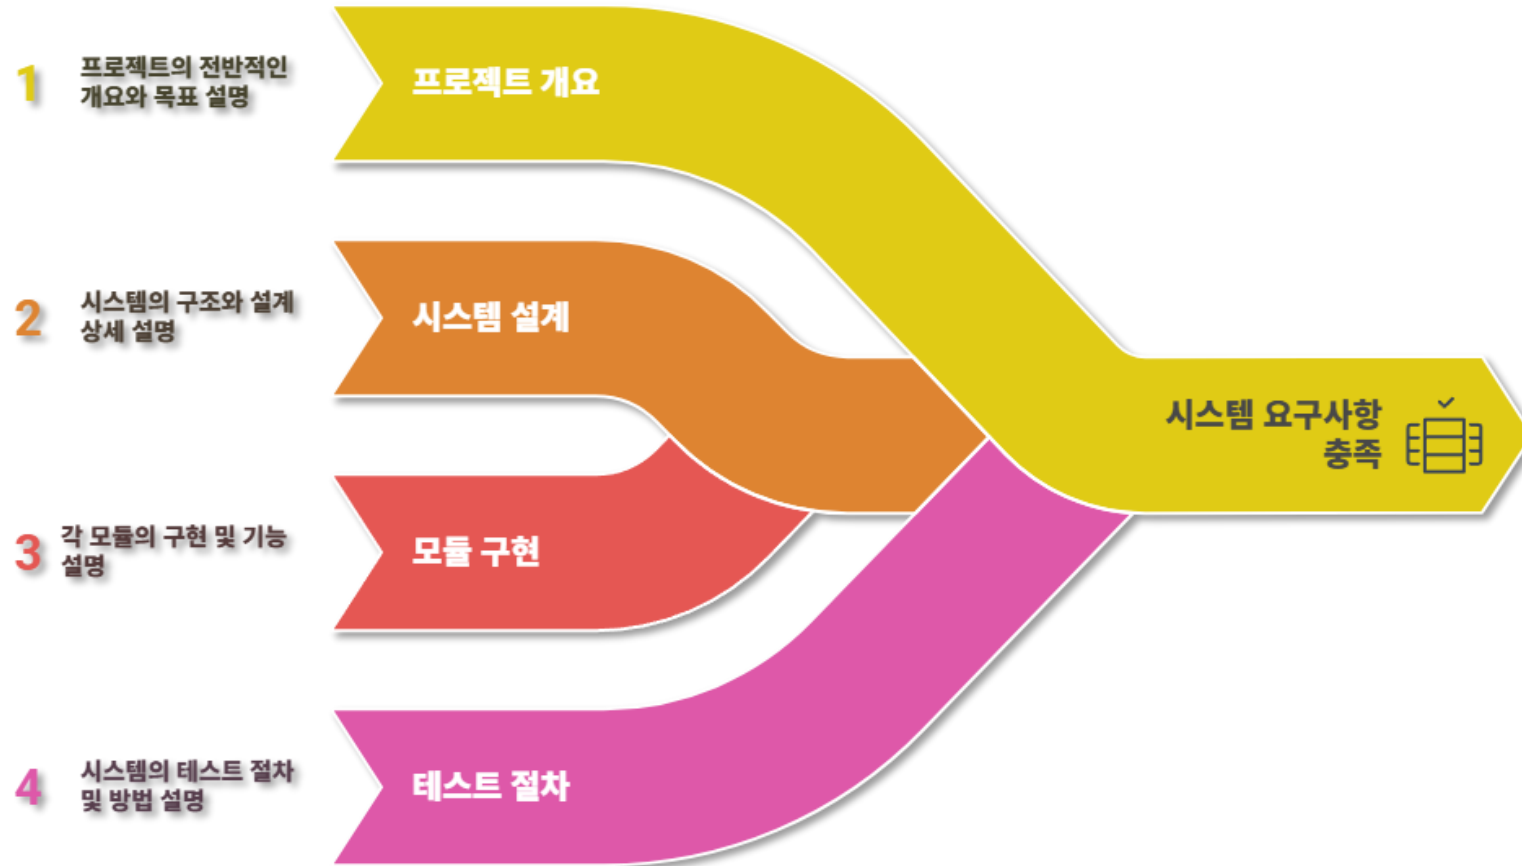 1
프로젝트의 전반적인
개요와 목표 설명
프로젝트 개요
2
시스템의 구조와 설계
상세 설명
시스템 설계
시스템 요구사항
충족
3
각 모듈의 구현 및 기능
설명
모듈 구현
4
시스템의 테스트 절차
및 방법 설명
테스트 절차